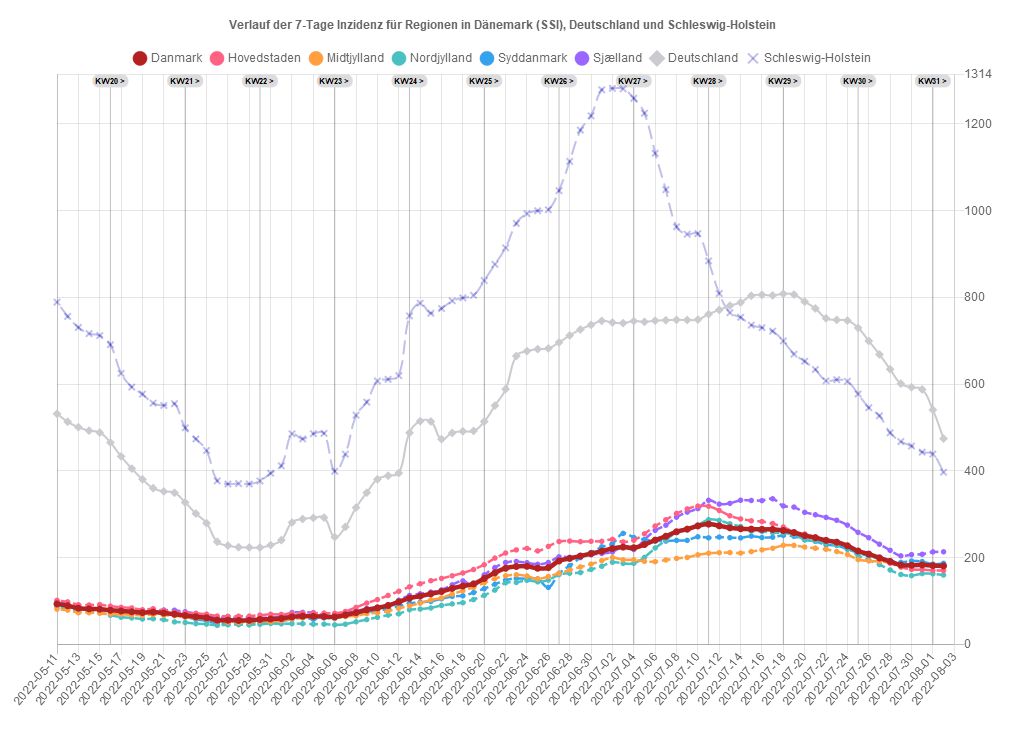 Verlauf der 7-Tage Inzidenz für Regionen in Dänemark (SSI), Deutschland und Schleswig-Holstein
Danmark Hovedstaden Midtjylland Nordjylland Syddanmark Sjælland Deutschland Schleswig-Holstein
KW20 > KW21 > KW22 > KW23 > KW24 > KW25 > KW26 > KW27 > KW28 > KW29 > KW30 > KW31 >
1314
1200
1000
800
600
400
200
0
2022-05-11 2022-05-13 2022-05-15 2022-05-17 2022-05-19 2022-05-21 2022-05-23 2022-05-25 2022-05-27 2022-05-29 2022-05-31 2022-06-02 2022-06-04 2022-06-06 2022-06-08 2022-06-10 2022-06-12 2022-06-14 2022-06-16 2022-06-18 2022-06-20 2022-06-22 2022-06-24 2022-06-26 2022-06-28 2022-06-30 2022-07-02 2022-07-04 2022-07-06 2022-07-08 2022-07-10 2022-07-12 2022-07-14 2022-07-16 2022-07-18 2022-07-20 2022-07-22 2022-07-24 2022-07-26 2022-07-28 2022-07-30 2022-08-01 2022-08-03